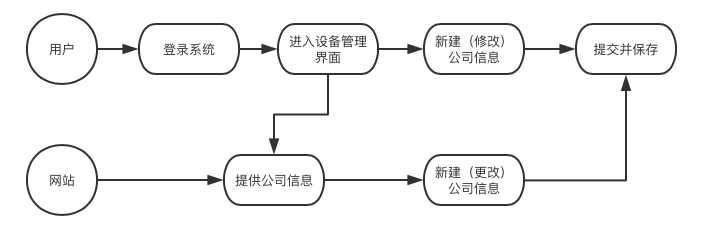 用户
登录系统
进入设备管理
界面
新建（修改）
公司信息
提交并保存
网站
提供公司信息
新建（更改）
公司信息